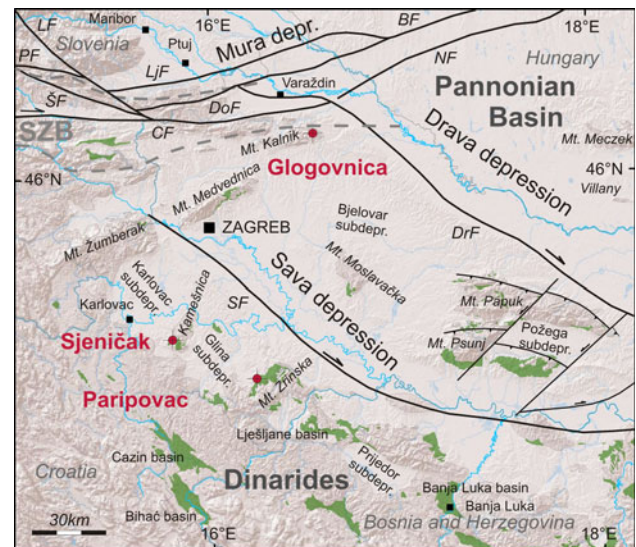 16°E
18°E
Maribor
LF
BF
Slovenia
Ptuj
Mura depr.
PF
LjF
NF
Hungary
Varaždin
Pannonian
Basin
ŠF
DoF
SZB
CF
Drava depression
Mt. Kalnik
Mt. Meczek
46°N
Glogovnica
46°N
Villany
Mt. Medvednica
ZAGREB
Bjelovar
subdepr.
DrF
Mt. Žumberak
Mt. Moslavačka
Sava depression
Karlovac
subdepr.
Kamešnica
SF
Mt. Papuk
Karlovac
Požega
subdepr.
Mt. Psunj
Sjeničak
Glina
subdepr.
Mt. Zrinska
Paripovac
Lješljane basin
Prijedor
subdepr.
Cazin basin
Croatia
Dinarides
Banja Luka basin
Banja Luka
Bihać basin
Bosnia and Herzegovina
30km
16°E
18°E